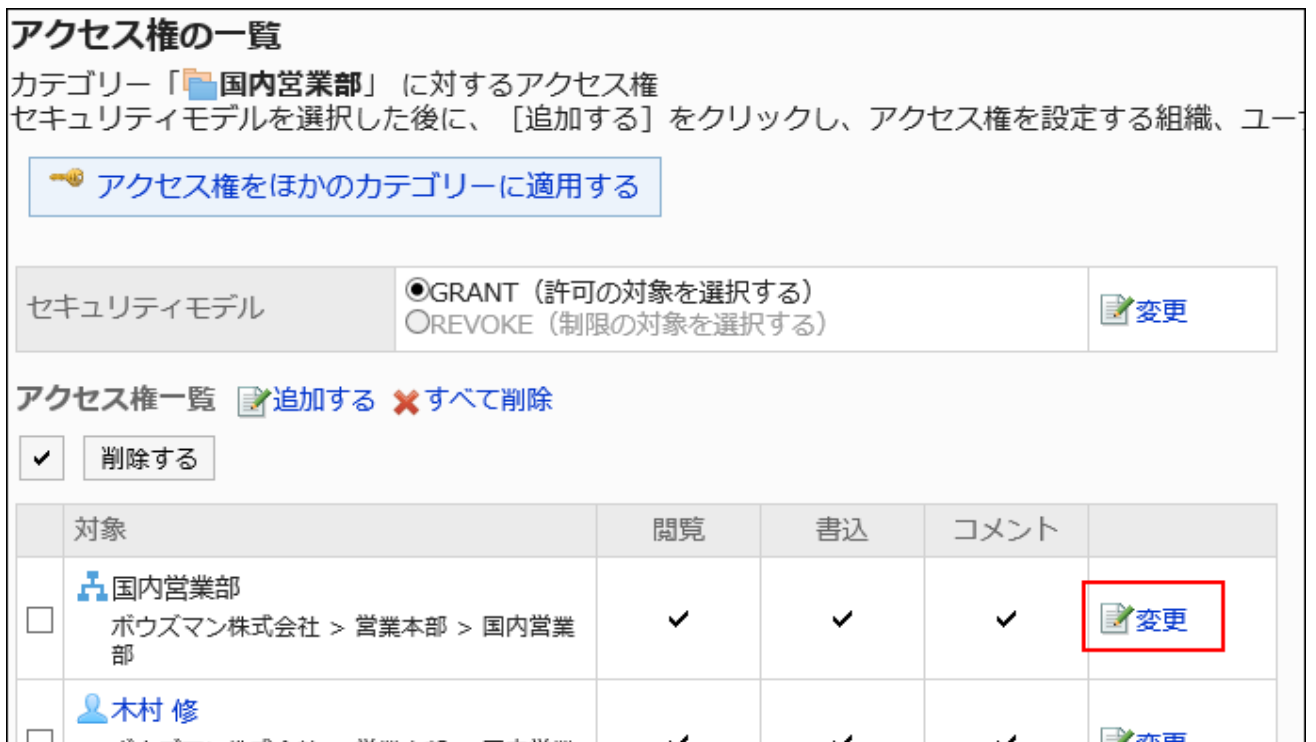 アクセス権の一覧
カテゴリー「国内営業部」 に対するアクセス権
セキュリティモデルを選択した後に、［追加する］をクリックし、アクセス権を設定する組織、ユー
アクセス権をほかのカテゴリーに適用する
セキュリティモデル
GRANT（許可の対象を選択する）
REVOKE（制限の対象を選択する）
変更
アクセス権一覧 追加する すべて削除
削除する
対象 閲覧 書込 コメント
国内営業部
ボウズマン株式会社 > 営業本部 > 国内営業
部
変更
木村 修
変更